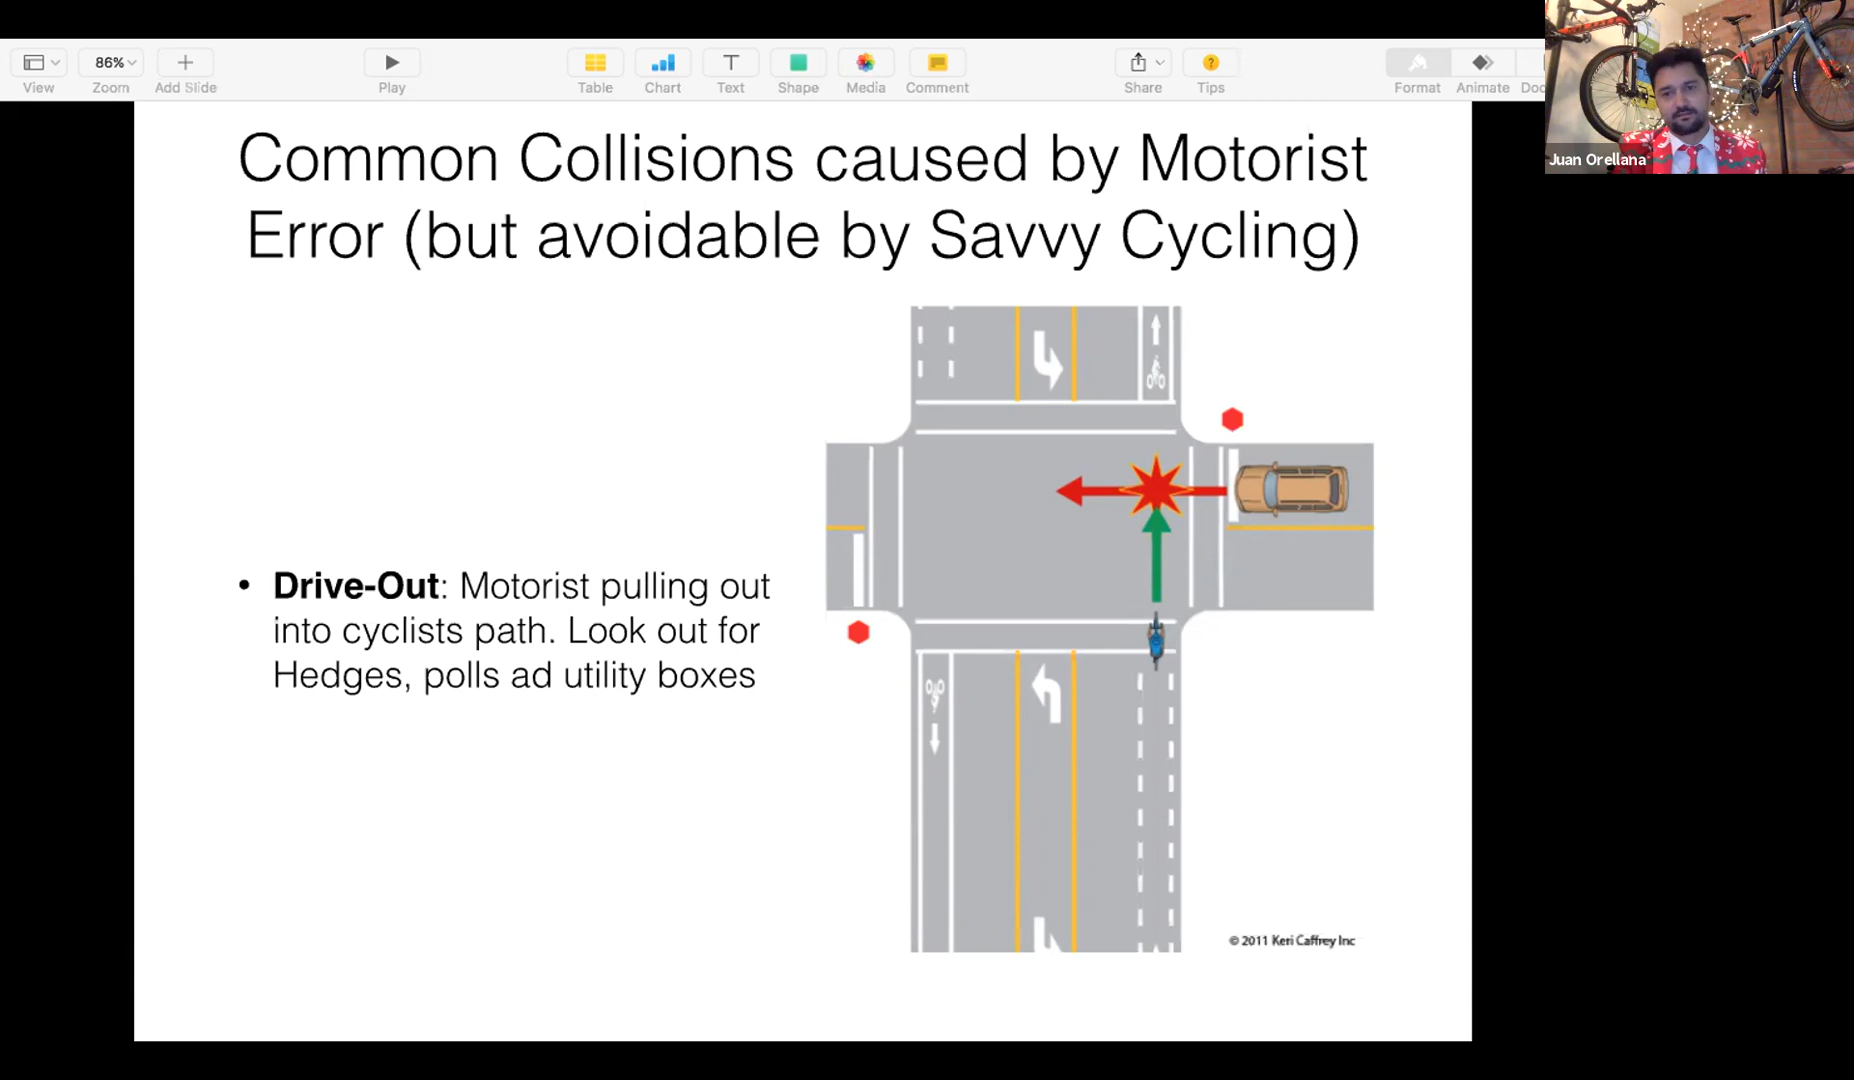 86%
View
Zoom
Add Slide
Play
Table
Chart
Text
Shape
Media
Comment
Share
Tips
Format
Animate
Juan Orellana
Common Collisions caused by Motorist
Error (but avoidable by Savvy Cycling)
• Drive-Out: Motorist pulling out
into cyclists path. Look out for
Hedges, polls ad utility boxes
© 2011 Keri Caffrey Inc